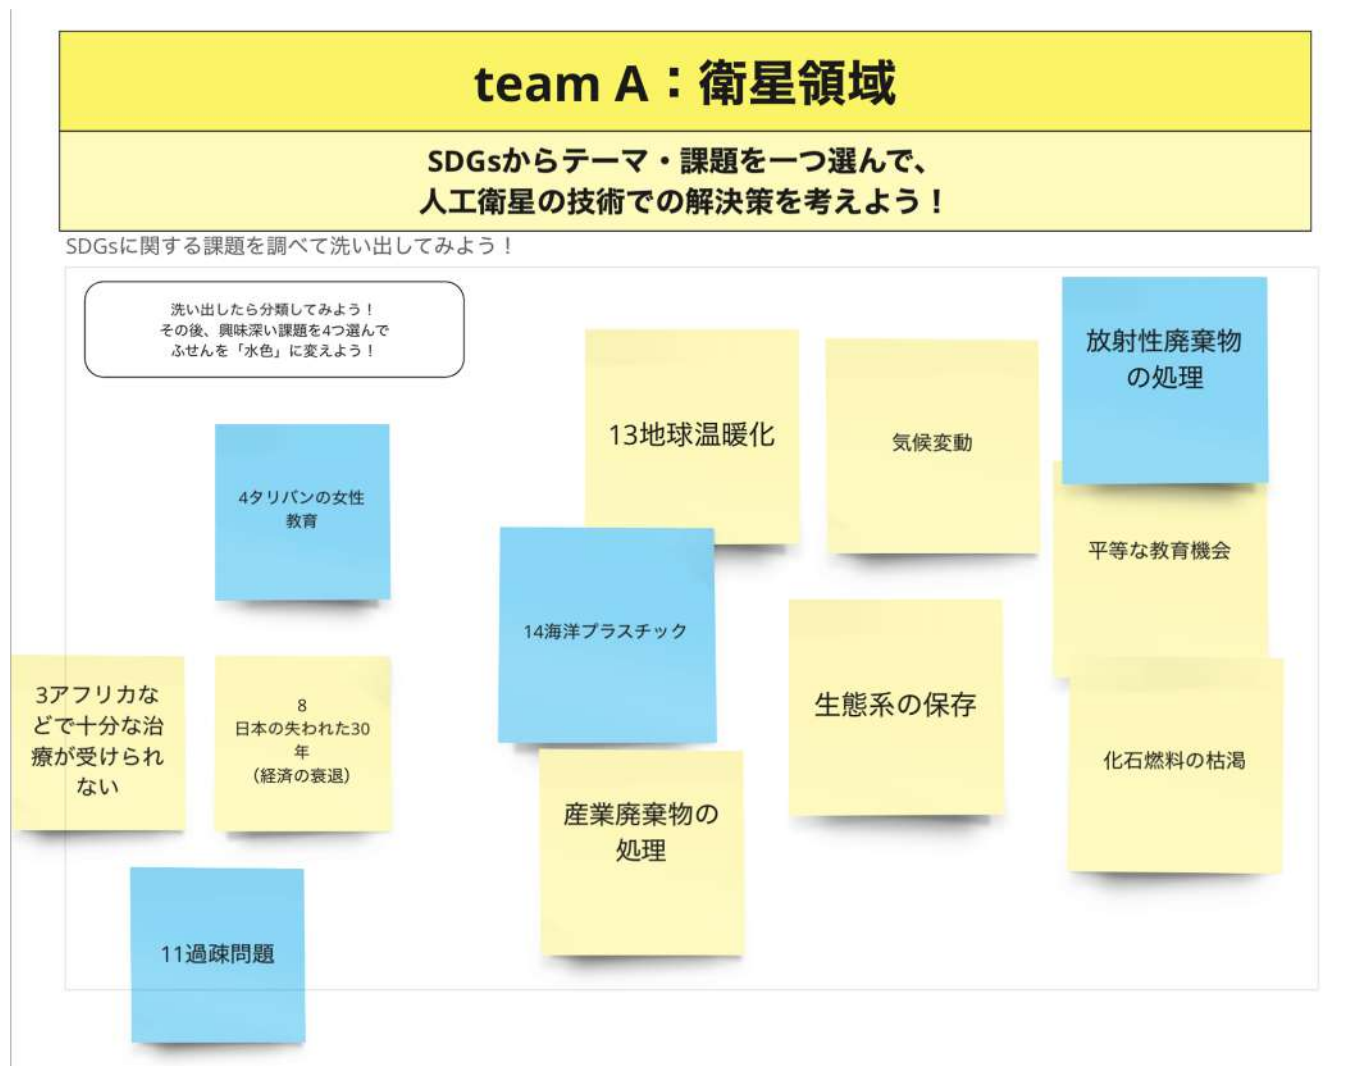 team A：衛星領域
SDGsからテーマ・課題を一つ選んで、
人工衛星の技術での解決策を考えよう！
SDGsに関する課題を調べて洗い出してみよう！
洗い出したら分類してみよう！
その後、興味深い課題を4つ選んで
ふせんを「水色」に変えよう！
放射性廃棄物
の処理
13地球温暖化
気候変動
4タリバンの女性
教育
平等な教育機会
14海洋プラスチック
3アフリカな
どで十分な治
療が受けられ
ない
8
日本の失われた30
年
（経済の衰退）
生態系の保存
化石燃料の枯渇
産業廃棄物の
処理
11過疎問題